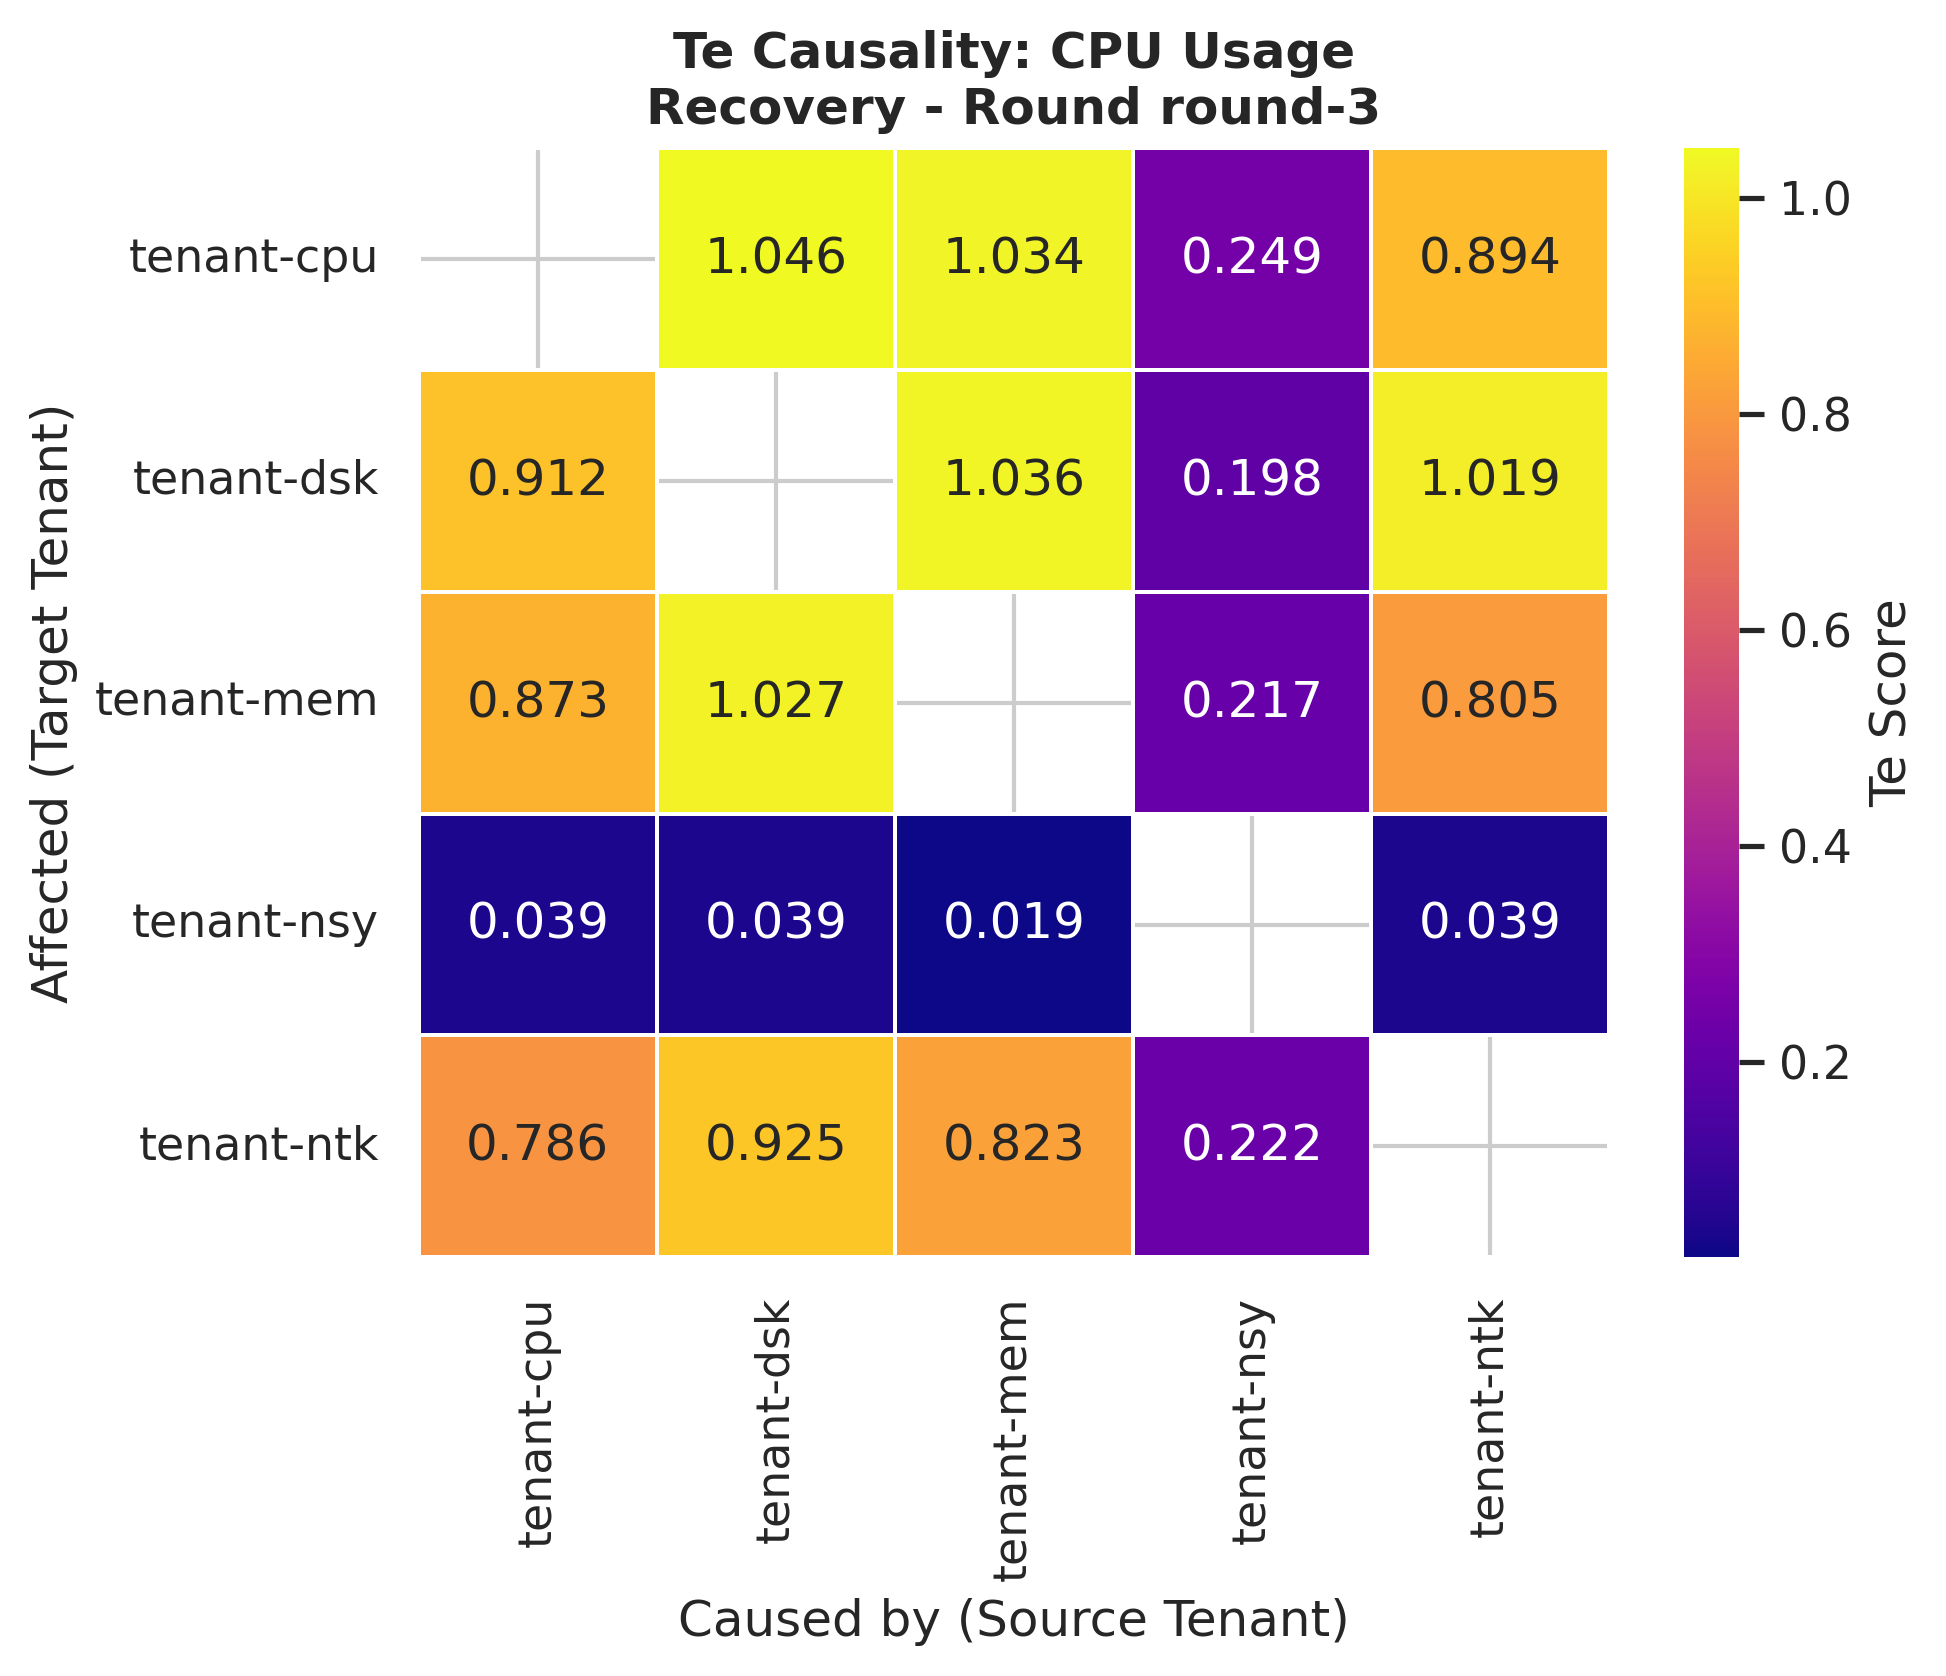 Te Causality: CPU Usage
Recovery - Round round-3
tenant-cpu
1.046
1.034
0.249
0.894
tenant-dsk
0.912
1.036
0.198
1.019
tenant-mem
0.873
1.027
0.217
0.805
tenant-nsy
0.039
0.039
0.019
0.039
tenant-ntk
0.786
0.925
0.823
0.222
Affected (Target Tenant)
tenant-cpu
tenant-dsk
tenant-mem
tenant-nsy
tenant-ntk
Caused by (Source Tenant)
1.0
0.8
0.6
0.4
0.2
Te Score